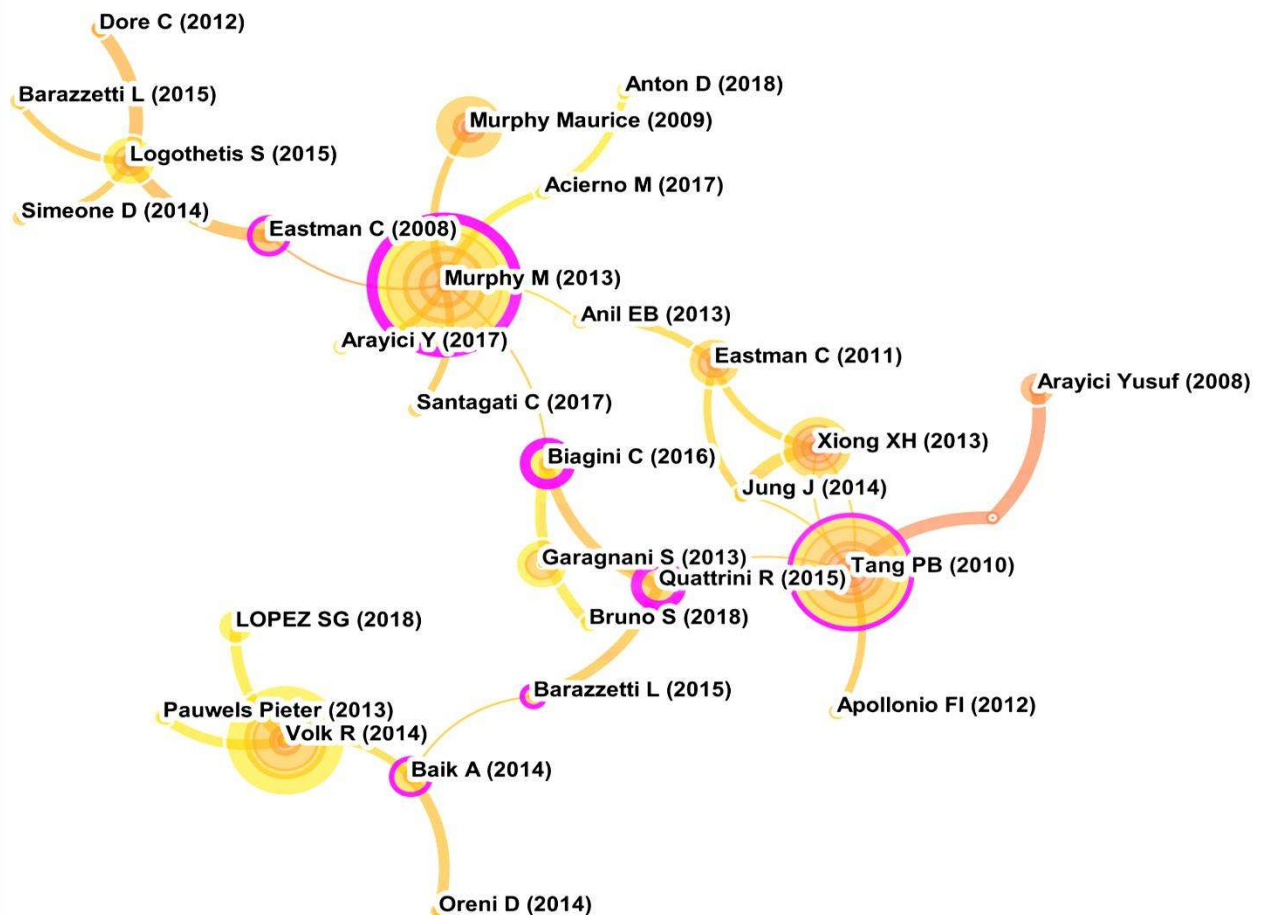 Dore C (2012)
Anton D (2018)
Barazzetti L (2015)
Murphy Maurice (2009)
Logothetis S (2015)
Acierno M (2017)
Simeone D (2014)
Eastman C (2008)
Murphy M (2013)
Anil EB (2013)
Arayici Y (2017)
Eastman C (2011)
Arayici Yusuf (2008)
Santagati C (2017)
Xiong XH (2013)
Biagini C (2016)
Jung J (2014)
Garagnani S (2013)
Tang PB (2010)
Quattrini R (2015)
Bruno S (2018)
LOPEZ SG (2018)
Barazzetti L (2015)
Apollonio FI (2012)
Pauwels Pieter (2013)
Volk R (2014)
Baik A (2014)
Oreni D (2014)